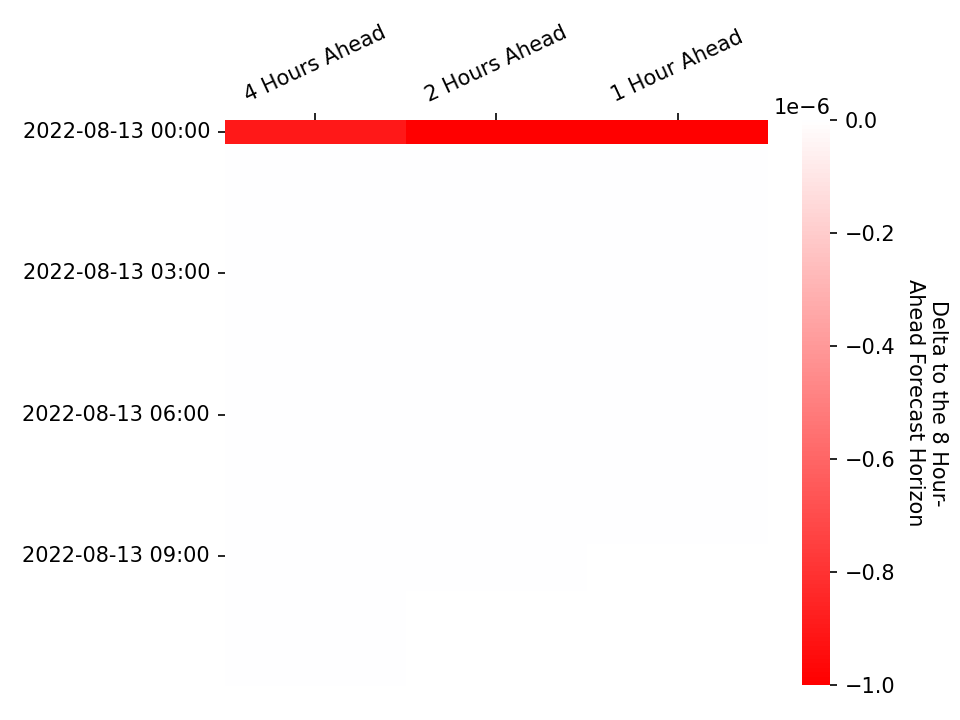 4 Hours Ahead
2 Hours Ahead
1 Hour Ahead
1e−6
2022-08-13 00:00
2022-08-13 03:00
2022-08-13 06:00
2022-08-13 09:00
0.0
−0.2
−0.4
−0.6
−0.8
−1.0
Delta to the 8 Hour-
Ahead Forecast Horizon